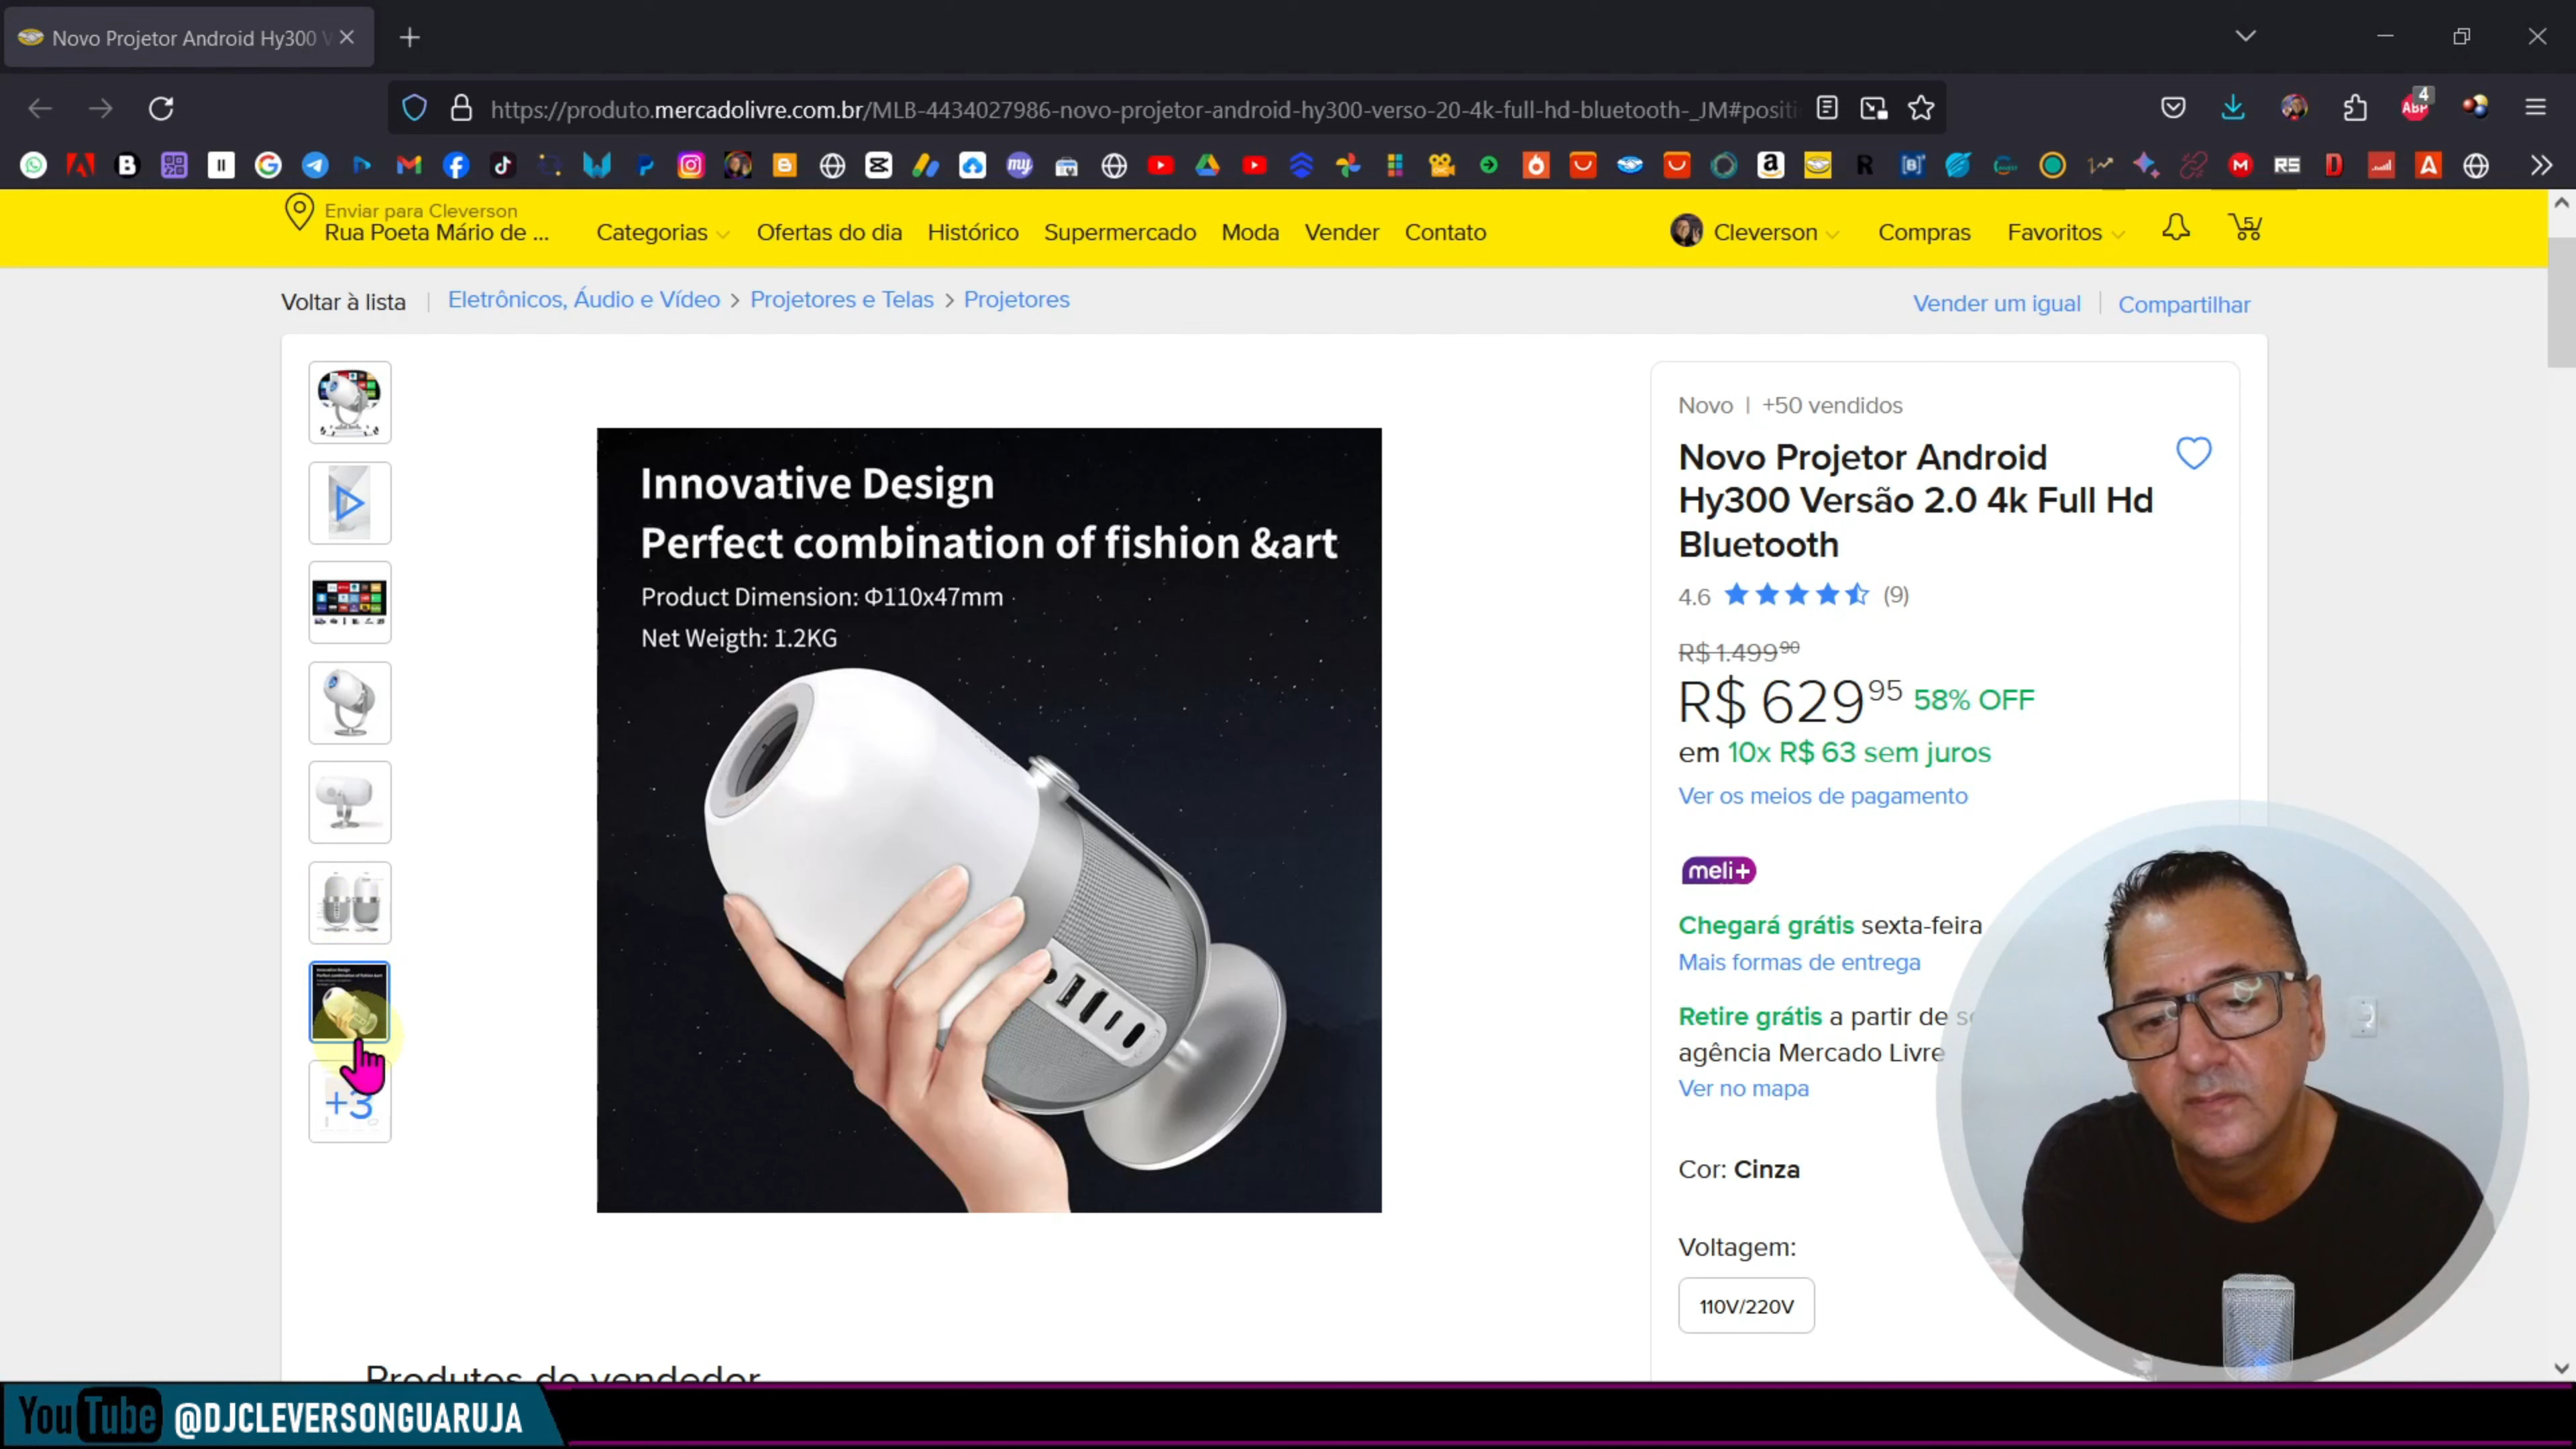 Novo Projetor Android Hy300 V
https://produto.mercadolivre.com.br/MLB-4434027986-novo-projetor-android-hy300-verso-20-4k-full-hd-bluetooth-_JM#positi
4
ABP
Enviar para Cleverson
Rua Poeta Mário de ...
Categorias
Ofertas do dia
Histórico
Supermercado
Moda
Vender
Contato
Cleverson
Compras
Favoritos
5
Voltar à lista
Eletrônicos, Áudio e Vídeo > Projetores e Telas > Projetores
Vender um igual
Compartilhar
Innovative Design
Perfect combination of fishion &art
Product Dimension: Φ110x47mm
Net Weigth: 1.2KG
+3
Novo | +50 vendidos
Novo Projetor Android
Hy300 Versão 2.0 4k Full Hd
Bluetooth
4.6 (9)
R$ 1.499 90
R$ 629 95 58% OFF
em 10x R$ 63 sem juros
Ver os meios de pagamento
meli+
Chegará grátis sexta-feira
Mais formas de entrega
Retire grátis a partir de
agência Mercado Livre
Ver no mapa
Cor: Cinza
Voltagem:
110V/220V
Produtos do vendedor
YouTube @DJCLEVERSONGUARUJA